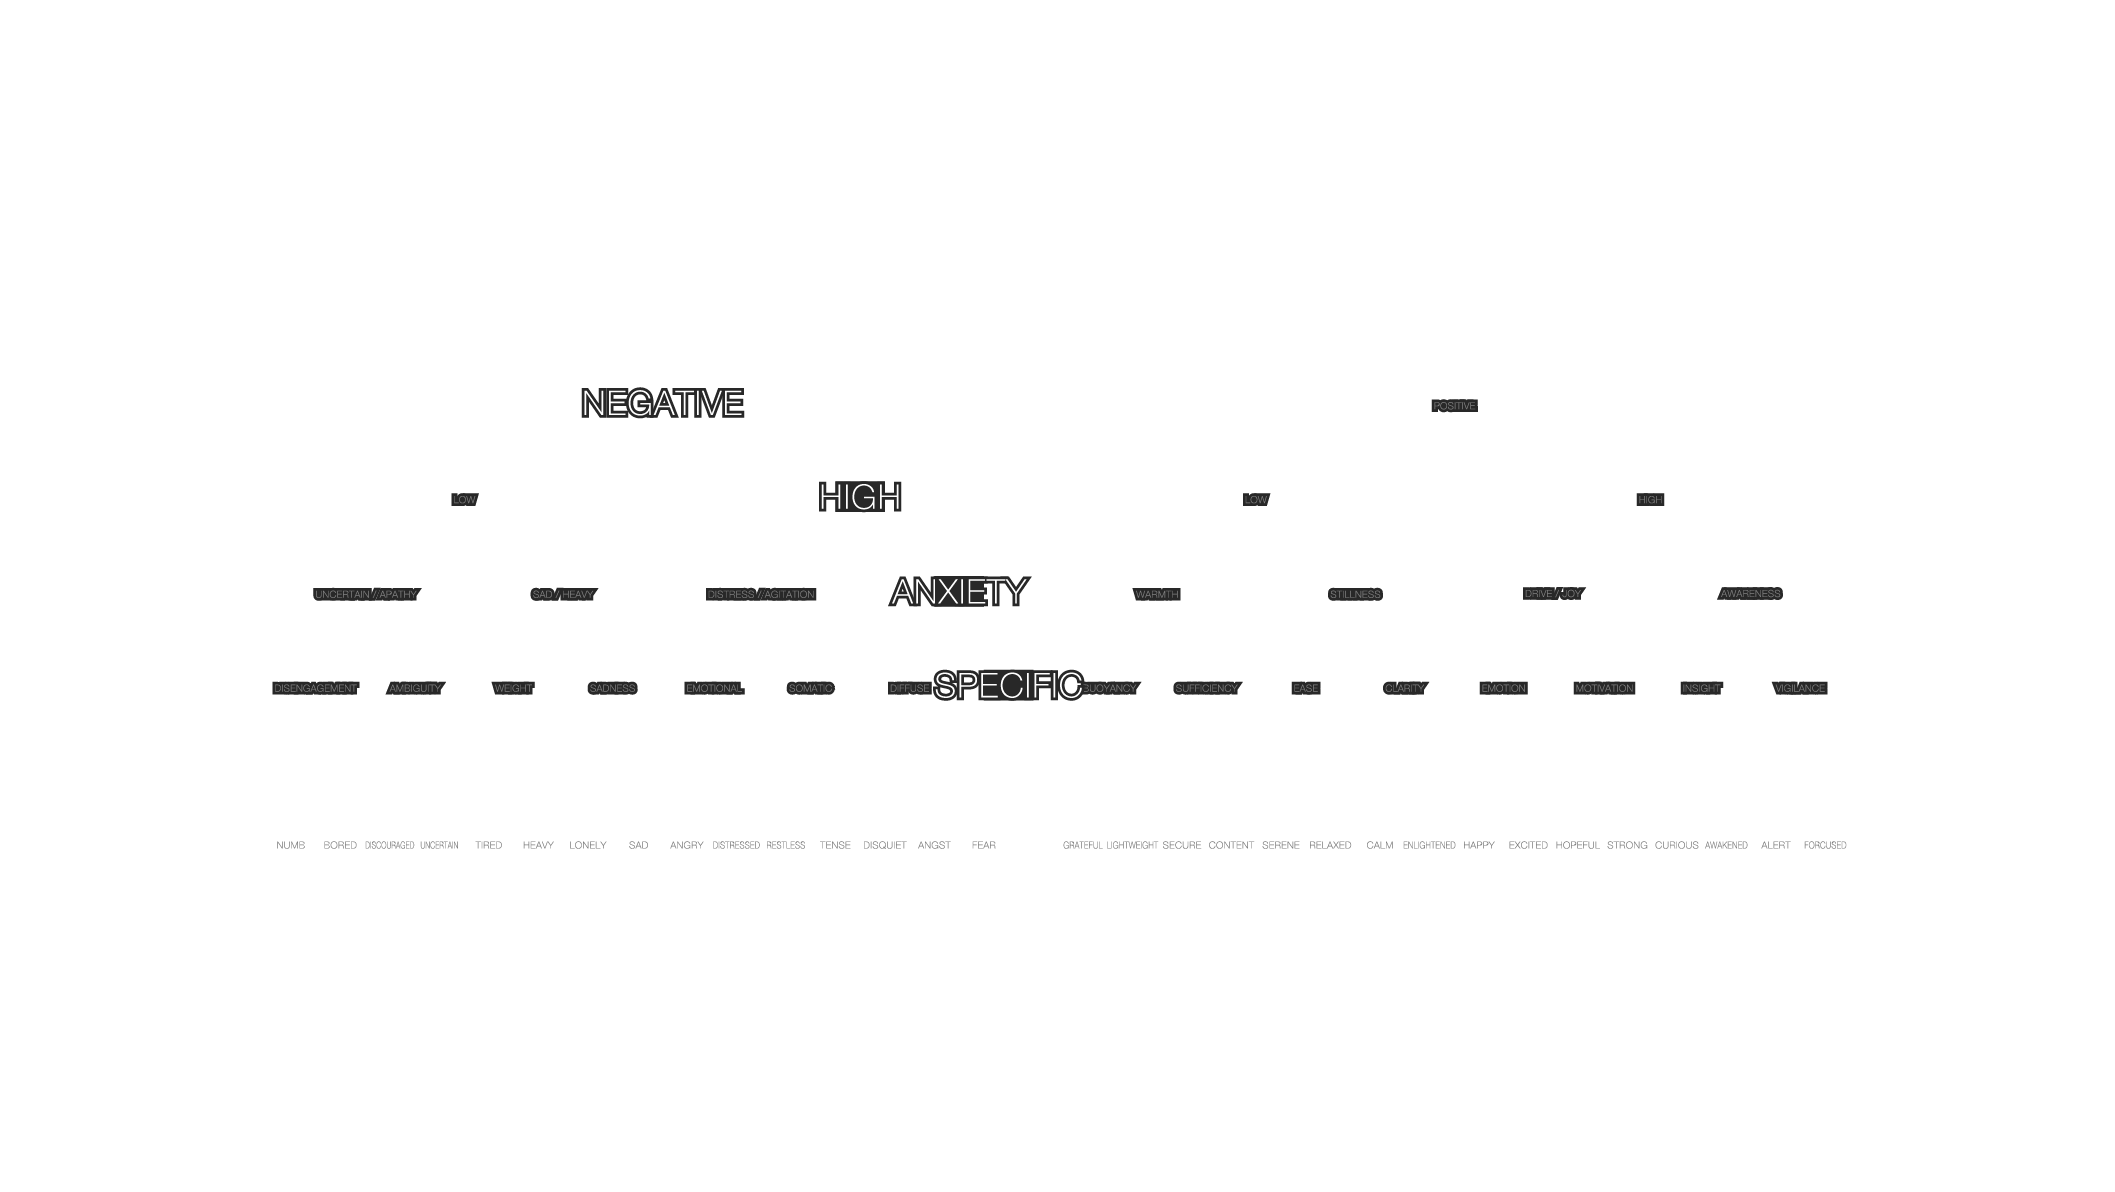 NEGATIVE POSITIVE
LOW HIGH LOW HIGH
UNCERTAIN//APATHY SAD//HEAVY DISTRESS//AGITATION ANXIETY WARMTH STILLNESS DRIVE//JOY AWARENESS
DISENGAGEMENT AMBIGUITY WEIGHT SADNESS EMOTIONAL SOMATIC DIFFUSE SPECIFIC BUOYANCY SUFFICIENCY EASE CLARITY EMOTION MOTIVATION INSIGHT VIGILANCE
NUMB BORED DISCOURAGED UNCERTAIN TIRED HEAVY LONELY SAD ANGRY DISTRESSED RESTLESS TENSE DISQUIET ANGST FEAR GRATEFUL LIGHTWEIGHT SECURE CONTENT SERENE RELAXED CALM ENLIGHTENED HAPPY EXCITED HOPEFUL STRONG CURIOUS AWAKENED ALERT FORCUSED